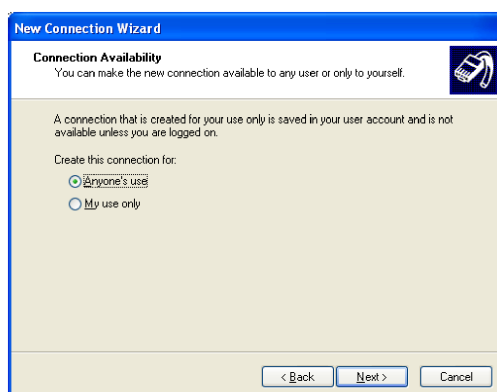 New Connection Wizard
Connection Availability
You can make the new connection available to any user or only to yourself.
A connection that is created for your use only is saved in your user account and is not
available unless you are logged on.
Create this connection for:
Anyone's use
My use only
< Back
Next >
Cancel